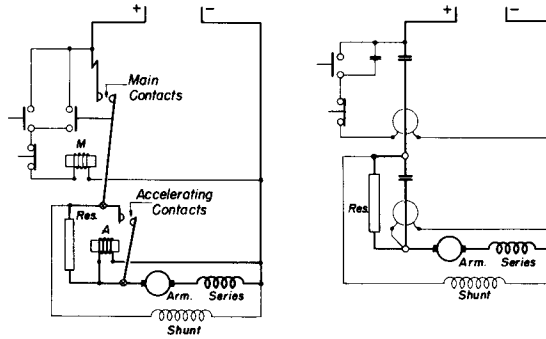 + −
Main
Contacts
M
Accelerating
Contacts
Res.
A
Arm. Series
Shunt
+ −
Res.
Arm. Series
Shunt